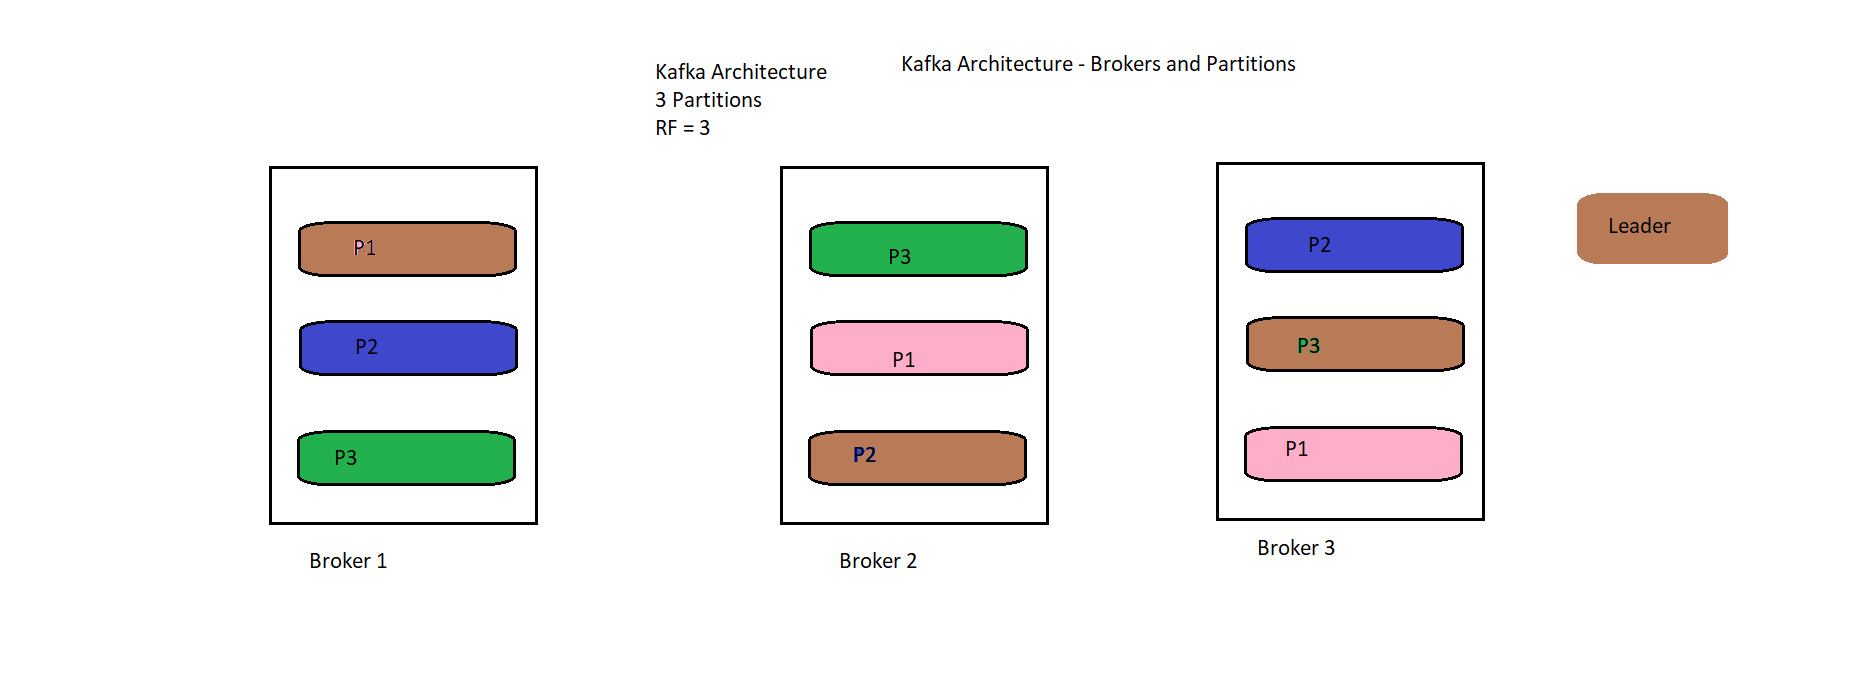 Kafka Architecture - Brokers and Partitions
Kafka Architecture
3 Partitions
RF = 3
P1
P2
P3
Broker 1
P3
P1
P2
Broker 2
P2
P3
P1
Broker 3
Leader